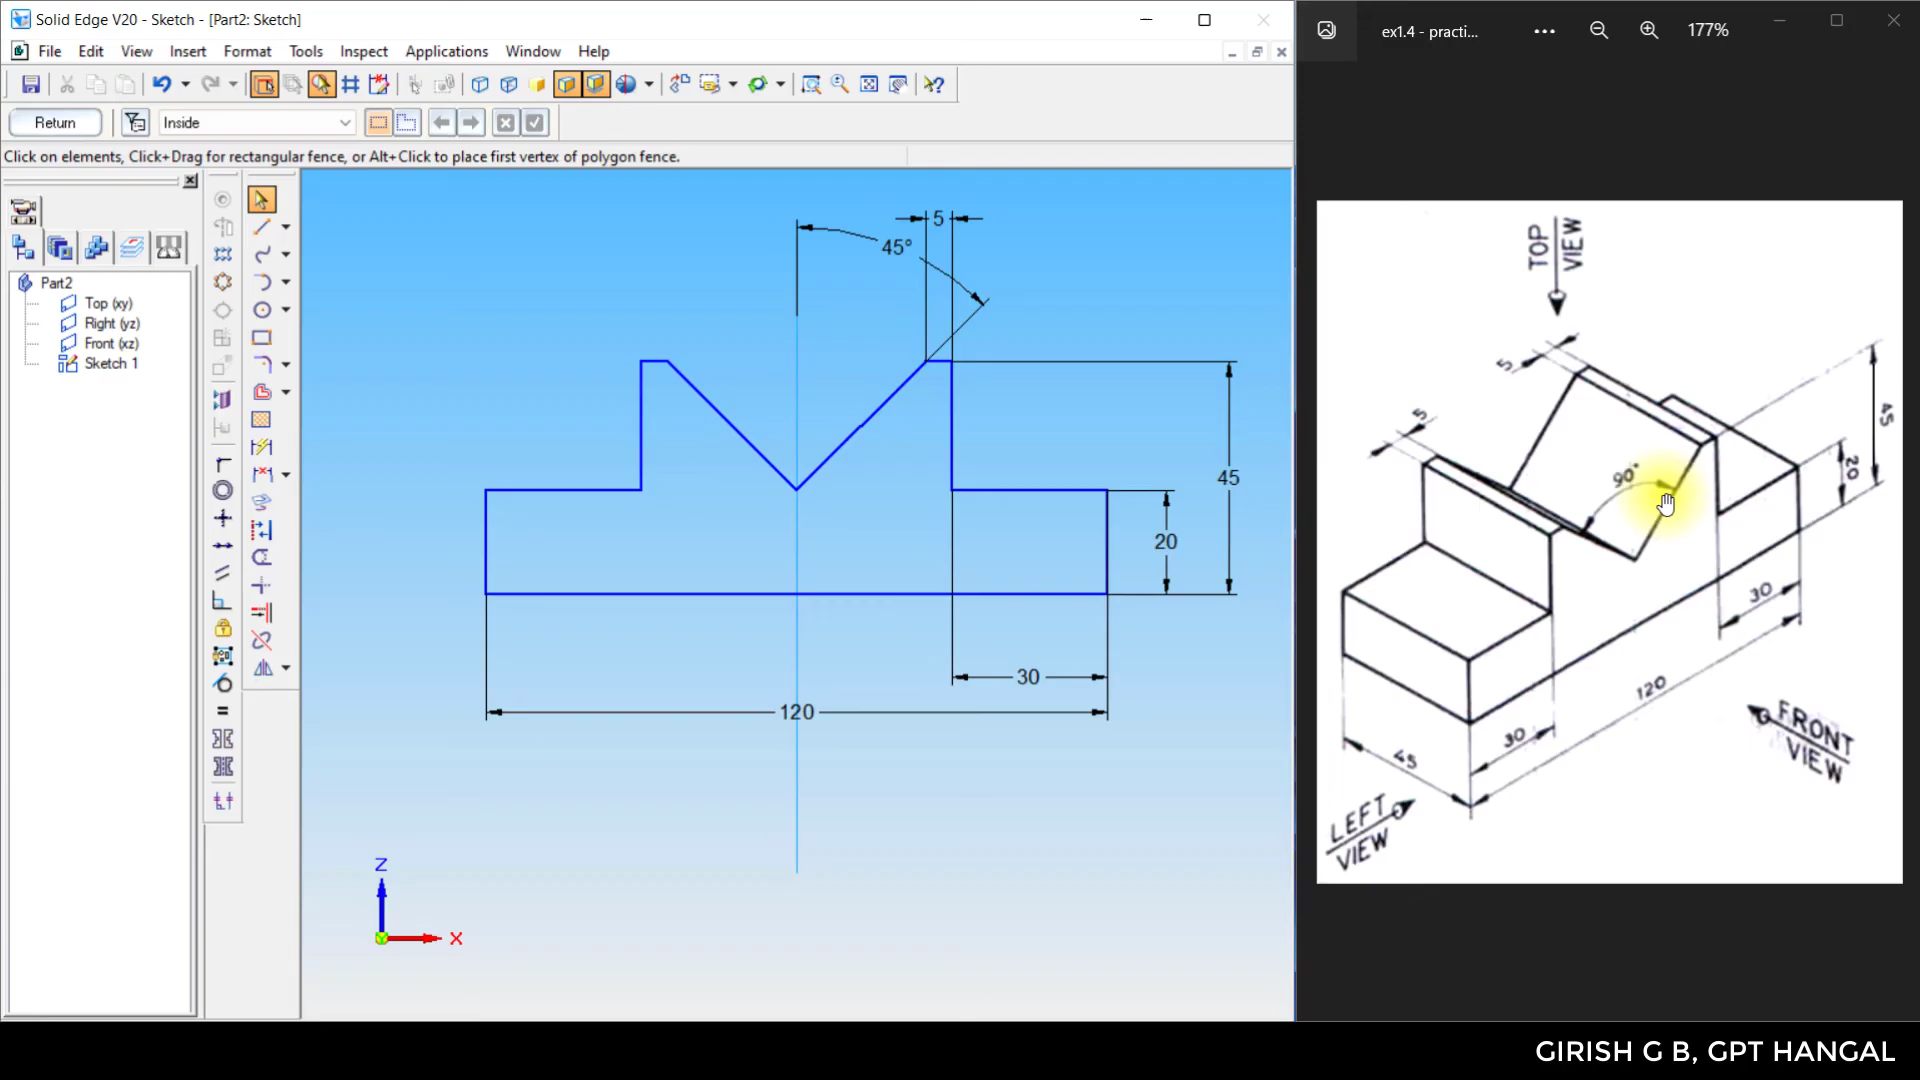 Solid Edge V20 - Sketch - [Part2: Sketch]
File Edit View Insert Format Tools Inspect Applications Window Help
Return
Inside
Click on elements, Click+Drag for rectangular fence, or Alt+Click to place first vertex of polygon fence.
Part2
Top (xy)
Right (yz)
Front (xz)
Sketch 1
5
45°
45
20
30
120
Z
X
ex1.4 - practi...
177%
TOP
VIEW
5
5
45
20
90°
30
120
30
45
FRONT
VIEW
LEFT
VIEW
GIRISH G B, GPT HANGAL